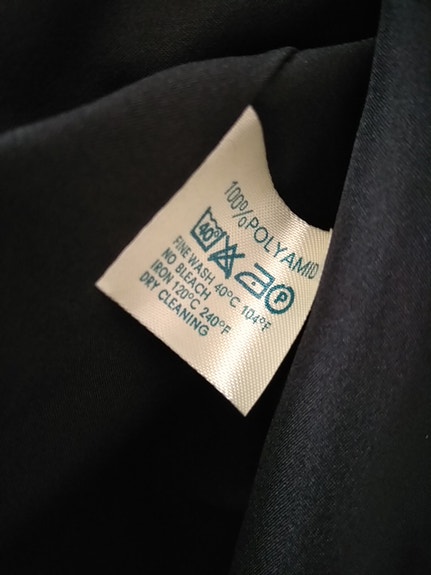 100% POLYAMID
40° P
FINE WASH 40°C 104°F
NO BLEACH
IRON 120°C 240°F
DRY CLEANING